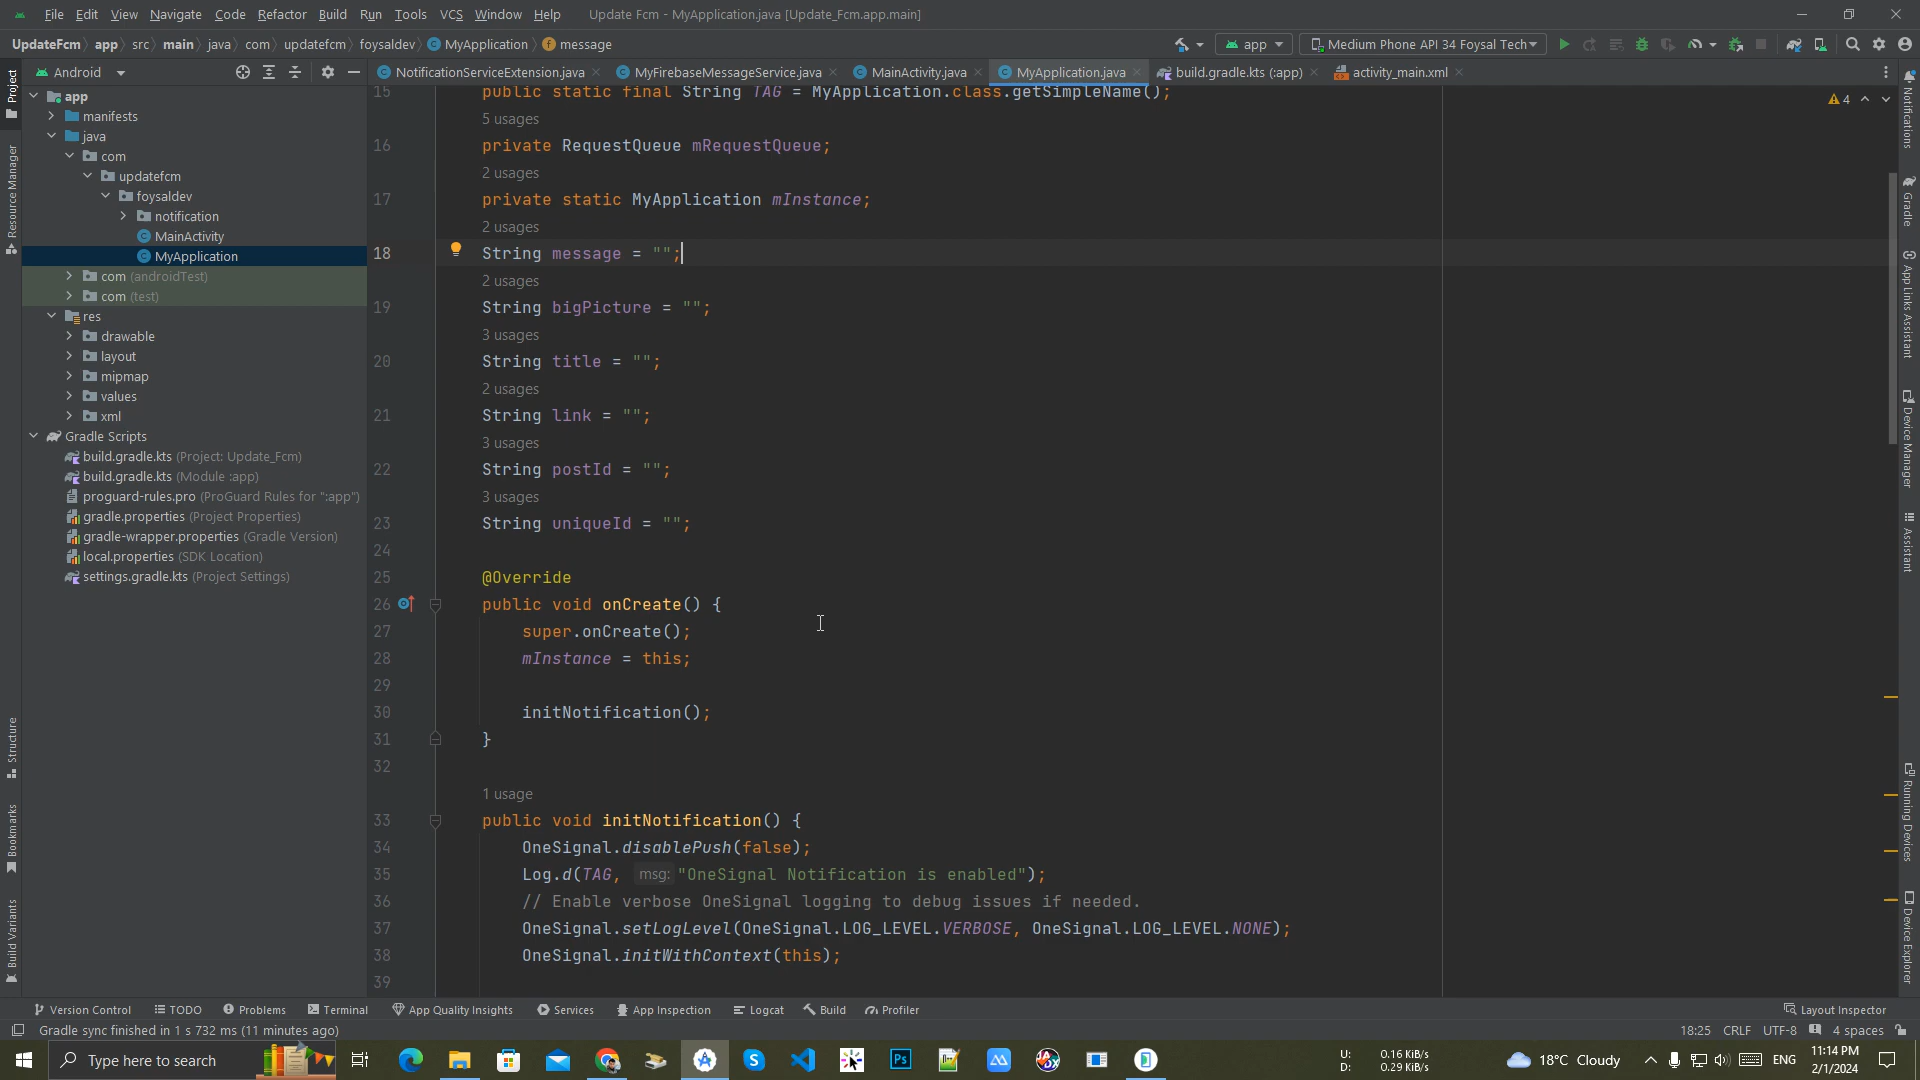 File Edit View Navigate Code Refactor Build Run Tools VCS Window Help Update Fcm - MyApplication.java [Update_Fcm.app.main]
UpdateFcm app src main java com updatefcm foysaldev MyApplication message app Medium Phone API 34 Foysal Tech
Android NotificationServiceExtension.java MyFirebaseMessageService.java MainActivity.java MyApplication.java build.gradle.kts (:app) activity_main.xml
app
manifests
java
com
updatefcm
foysaldev
notification
MainActivity
MyApplication
com (androidTest)
com (test)
res
drawable
layout
mipmap
values
xml
Gradle Scripts
build.gradle.kts (Project: Update_Fcm)
build.gradle.kts (Module :app)
proguard-rules.pro (ProGuard Rules for ":app")
gradle.properties (Project Properties)
gradle-wrapper.properties (Gradle Version)
local.properties (SDK Location)
settings.gradle.kts (Project Settings)
Project
Resource Manager
Structure
Bookmarks
Build Variants
15 public static final String TAG = MyApplication.class.getSimpleName();
5 usages
16 private RequestQueue mRequestQueue;
2 usages
17 private static MyApplication mInstance;
2 usages
18 String message = "";
2 usages
19 String bigPicture = "";
3 usages
20 String title = "";
2 usages
21 String link = "";
3 usages
22 String postId = "";
3 usages
23 String uniqueId = "";
24
25 @Override
26 public void onCreate() {
27 super.onCreate();
28 mInstance = this;
29
30 initNotification();
31 }
32
1 usage
33 public void initNotification() {
34 OneSignal.disablePush(false);
35 Log.d(TAG, msg: "OneSignal Notification is enabled");
36 // Enable verbose OneSignal logging to debug issues if needed.
37 OneSignal.setLogLevel(OneSignal.LOG_LEVEL.VERBOSE, OneSignal.LOG_LEVEL.NONE);
38 OneSignal.initWithContext(this);
39
4
Notifications
Gradle
App Links Assistant
Device Manager
Assistant
Running Devices
Device Explorer
Version Control TODO Problems Terminal App Quality Insights Services App Inspection Logcat Build Profiler Layout Inspector
Gradle sync finished in 1 s 732 ms (11 minutes ago) 18:25 CRLF UTF-8 4 spaces
Type here to search U: 0.16 KiB/s 18°C Cloudy ENG 11:14 PM
D: 0.29 KiB/s 2/1/2024